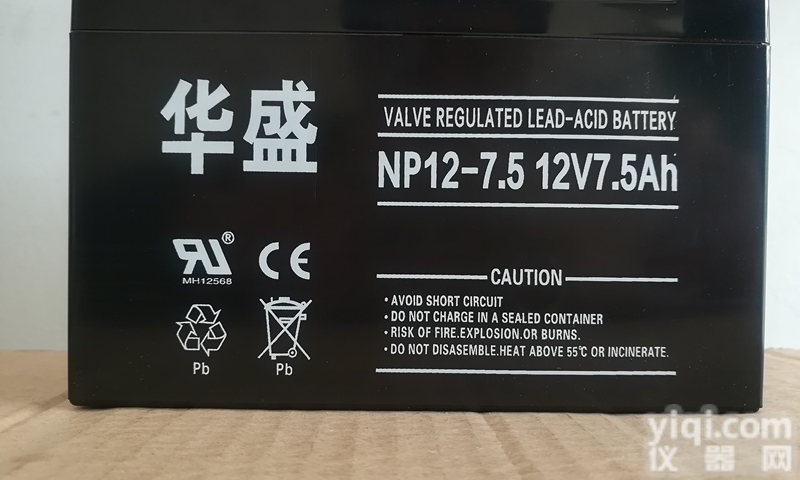 华盛
VALVE REGULATED LEAD-ACID BATTERY
NP12-7.5 12V7.5Ah
RU®
MH12568
CE
Pb
Pb
CAUTION
• AVOID SHORT CIRCUIT
• DO NOT CHARGE IN A SEALED CONTAINER
• RISK OF FIRE.EXPLOSION.OR BURNS.
• DO NOT DISASEMBLE.HEAT ABOVE 55℃ OR INCINERATE.
yiqi.com
仪器网